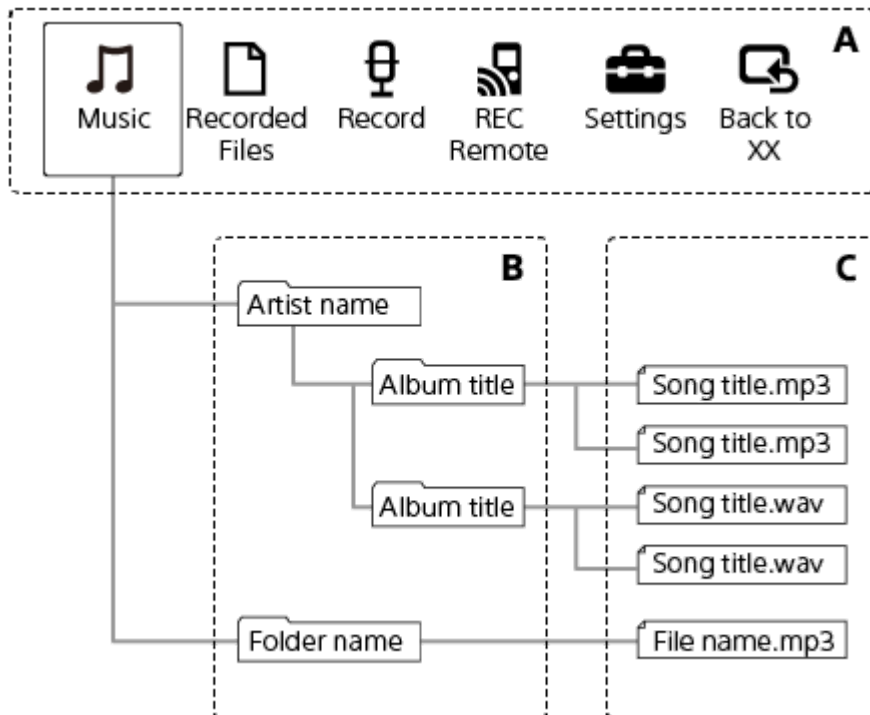 A
Music
Recorded
Files
Record
REC
Remote
Settings
Back to
XX
B
C
Artist name
Album title
Song title.mp3
Song title.mp3
Album title
Song title.wav
Song title.wav
Folder name
File name.mp3